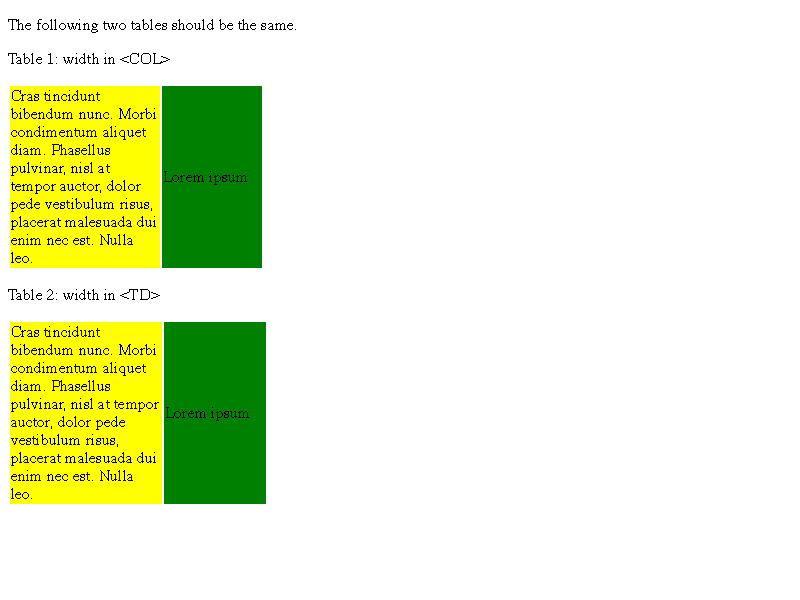 The following two tables should be the same.
Table 1: width in <COL>
Cras tincidunt
bibendum nunc. Morbi
condimentum aliquet
diam. Phasellus
pulvinar, nisl at
tempor auctor, dolor
pede vestibulum risus,
placerat malesuada dui
enim nec est. Nulla
leo.
Lorem ipsum
Table 2: width in <TD>
Cras tincidunt
bibendum nunc. Morbi
condimentum aliquet
diam. Phasellus
pulvinar, nisl at tempor
auctor, dolor pede
vestibulum risus,
placerat malesuada dui
enim nec est. Nulla
leo.
Lorem ipsum